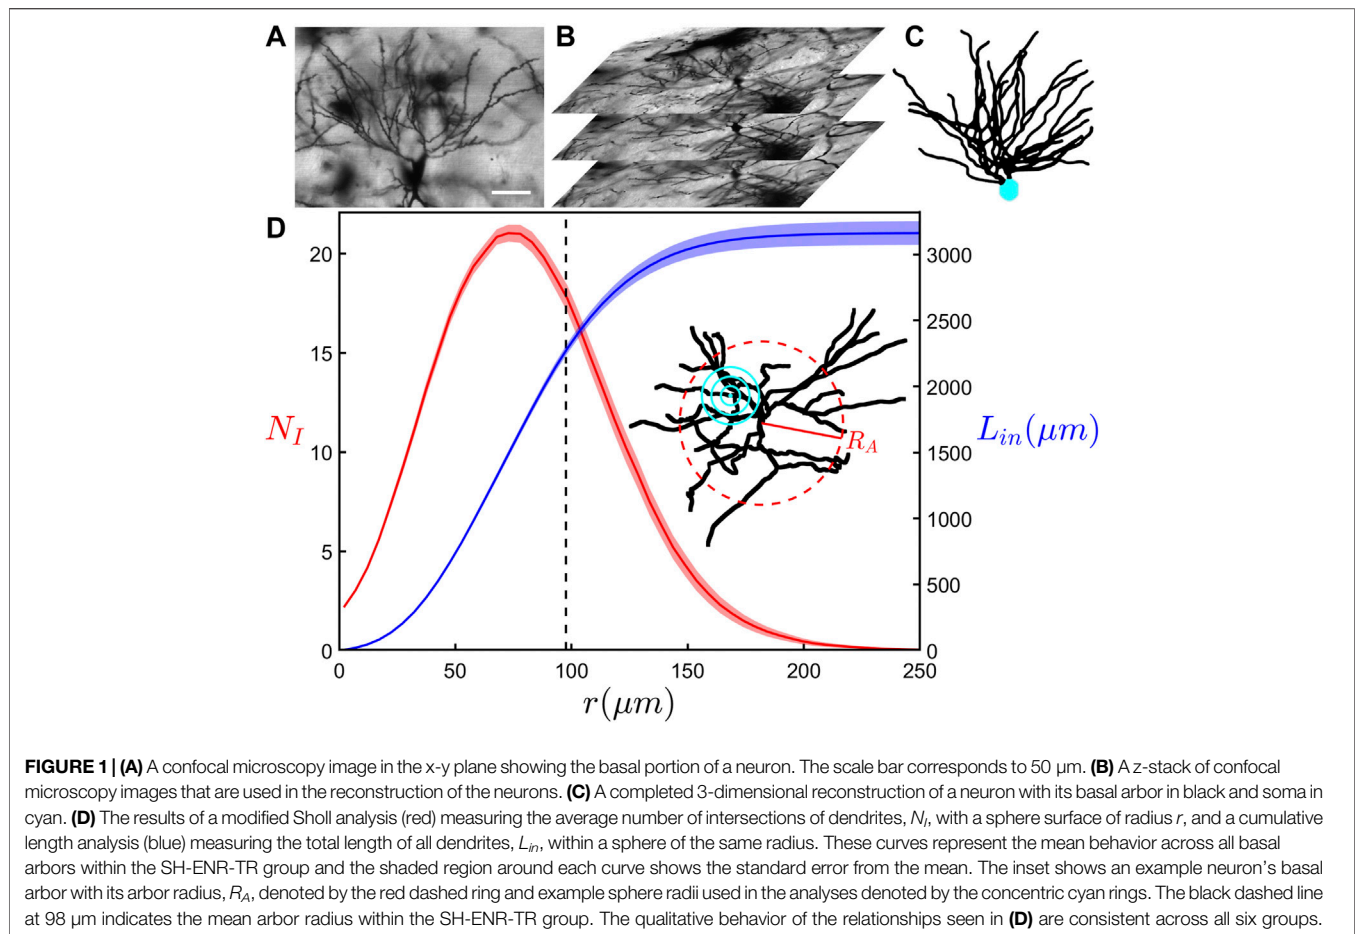 A
B
C
D
20
15
10
5
0
N_I
3000
2500
2000
1500
1000
500
0
L_{in}(μm)
R_A
0 50 100 150 200 250
r(μm)
FIGURE 1 | (A) A confocal microscopy image in the x-y plane showing the basal portion of a neuron. The scale bar corresponds to 50 μm. (B) A z-stack of confocal
microscopy images that are used in the reconstruction of the neurons. (C) A completed 3-dimensional reconstruction of a neuron with its basal arbor in black and soma in
cyan. (D) The results of a modified Sholl analysis (red) measuring the average number of intersections of dendrites, N_I, with a sphere surface of radius r, and a cumulative
length analysis (blue) measuring the total length of all dendrites, L_{in}, within a sphere of the same radius. These curves represent the mean behavior across all basal
arbors within the SH-ENR-TR group and the shaded region around each curve shows the standard error from the mean. The inset shows an example neuron's basal
arbor with its arbor radius, R_A, denoted by the red dashed ring and example sphere radii used in the analyses denoted by the concentric cyan rings. The black dashed line
at 98 μm indicates the mean arbor radius within the SH-ENR-TR group. The qualitative behavior of the relationships seen in (D) are consistent across all six groups.